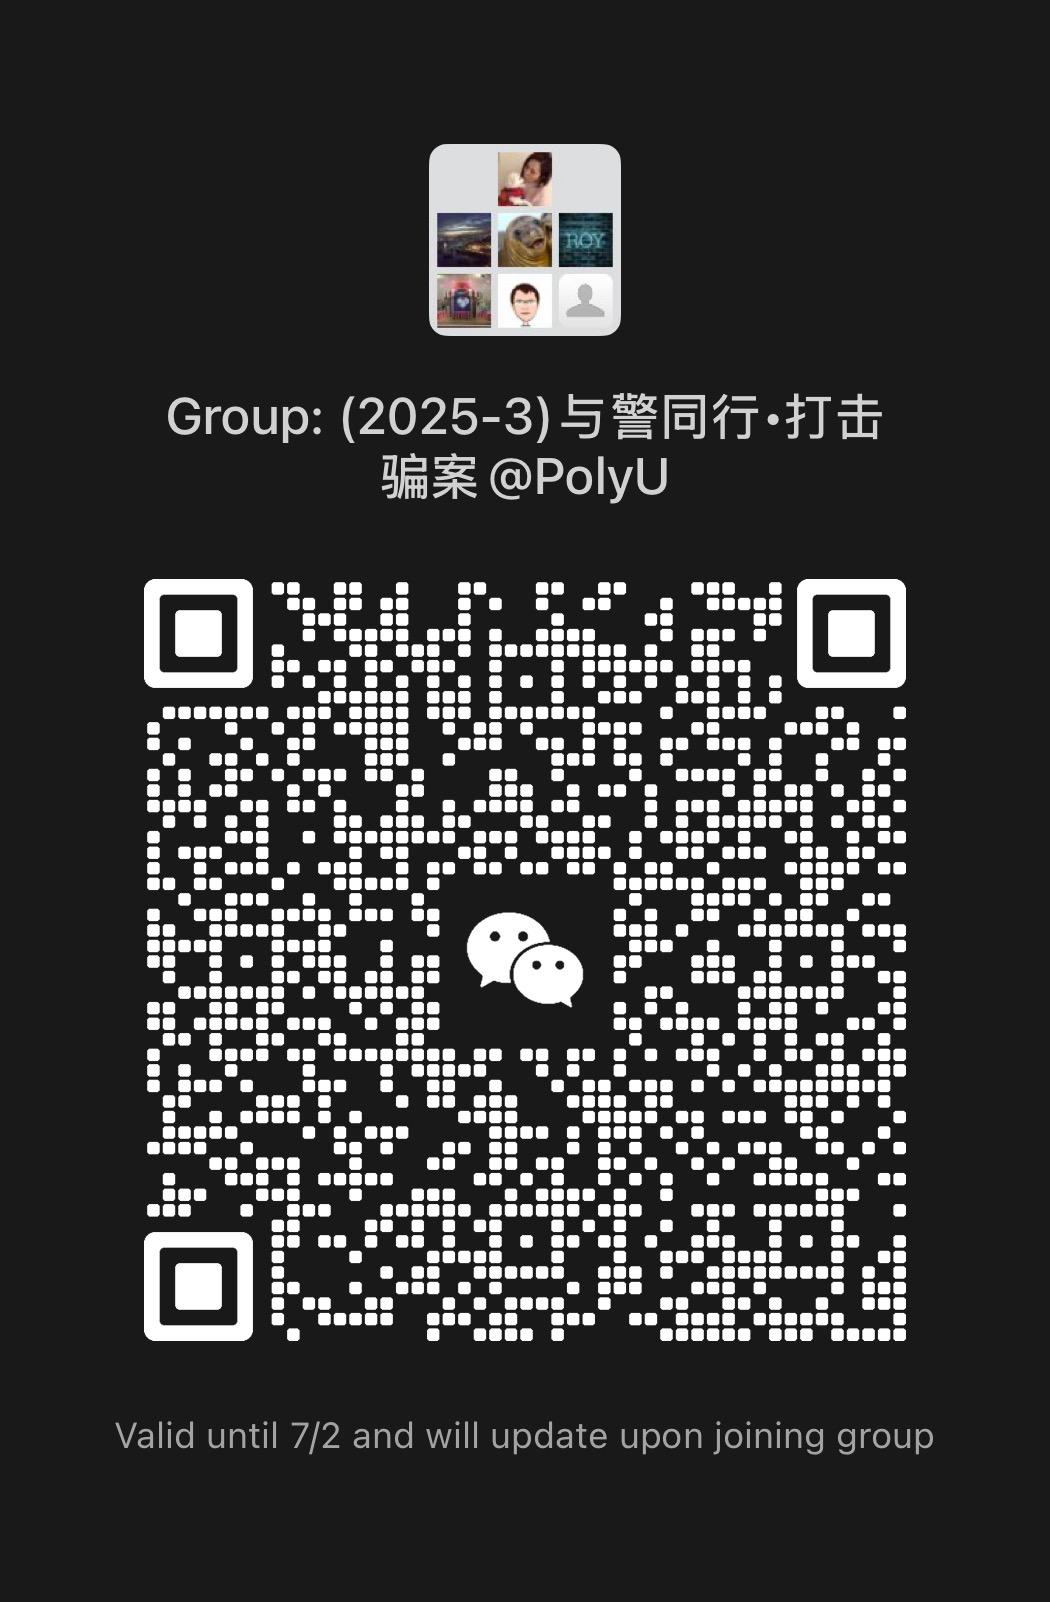 ROY
Group: (2025-3)与警同行·打击
骗案@PolyU
Valid until 7/2 and will update upon joining group